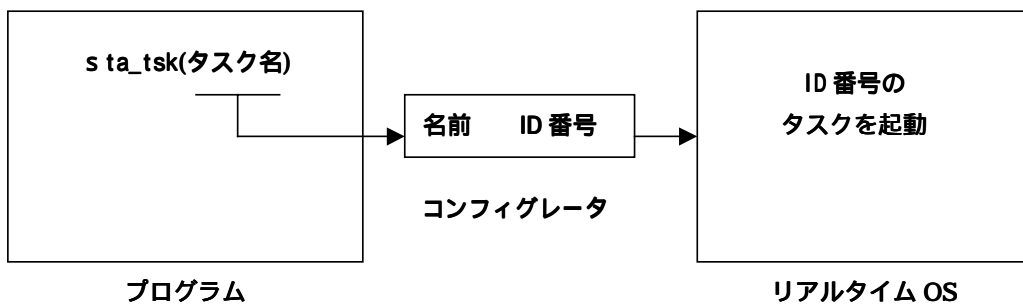 sta_tsk(タスク名)
名前 ID 番号
コンフィグレータ
ID 番号の
タスクを起動
プログラム
リアルタイム OS